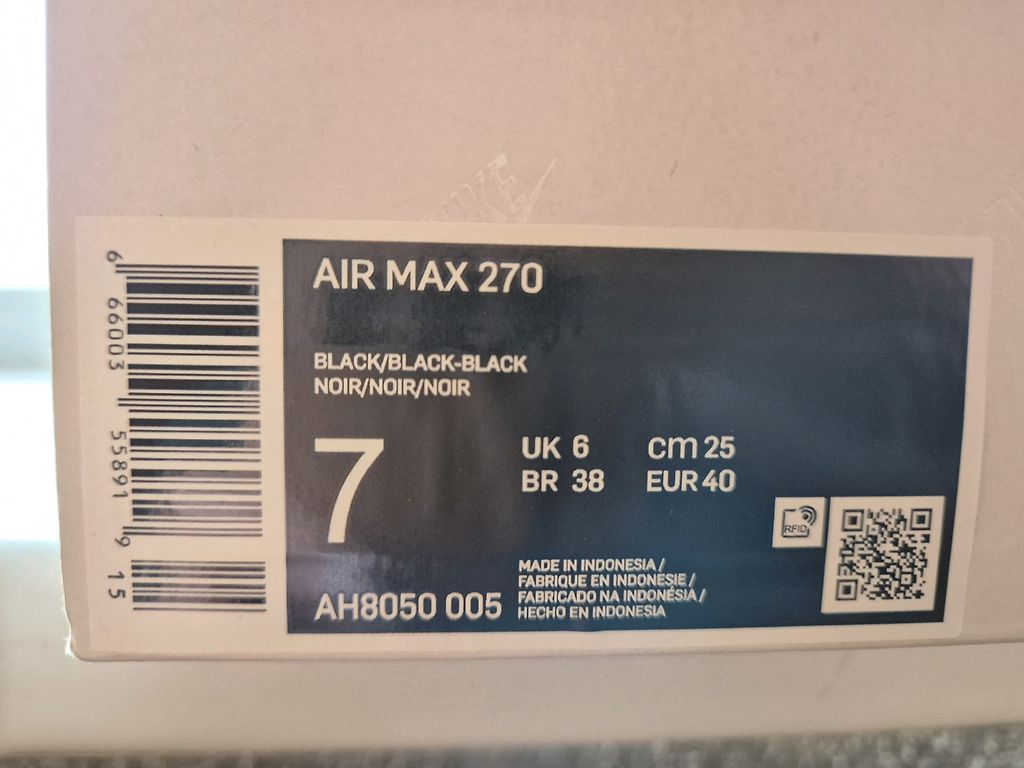 AIR MAX 270
BLACK/BLACK-BLACK
NOIR/NOIR/NOIR
7
UK 6 cm 25
BR 38 EUR 40
RFID
AH8050 005
MADE IN INDONESIA /
FABRIQUE EN INDONESIE /
FABRICADO NA INDONÉSIA /
HECHO EN INDONESIA
6 66003 55891 9 15